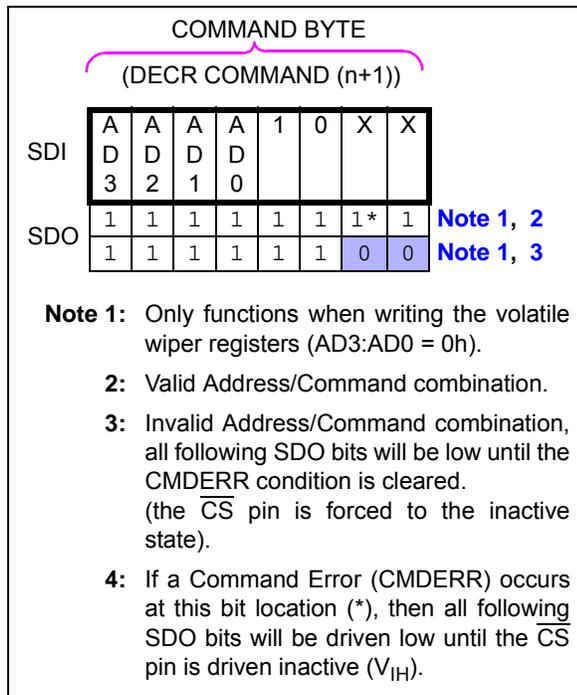 COMMAND BYTE
(DECR COMMAND (n+1))
SDI
A A A A 1 0 X X
D D D D
3 2 1 0
SDO
1 1 1 1 1 1 1* 1 Note 1, 2
1 1 1 1 1 1 0 0 Note 1, 3
Note 1: Only functions when writing the volatile
wiper registers (AD3:AD0 = 0h).
2: Valid Address/Command combination.
3: Invalid Address/Command combination,
all following SDO bits will be low until the
CMDERR condition is cleared.
(the C̅S̅ pin is forced to the inactive
state).
4: If a Command Error (CMDERR) occurs
at this bit location (*), then all following
SDO bits will be driven low until the C̅S̅
pin is driven inactive (VIH).